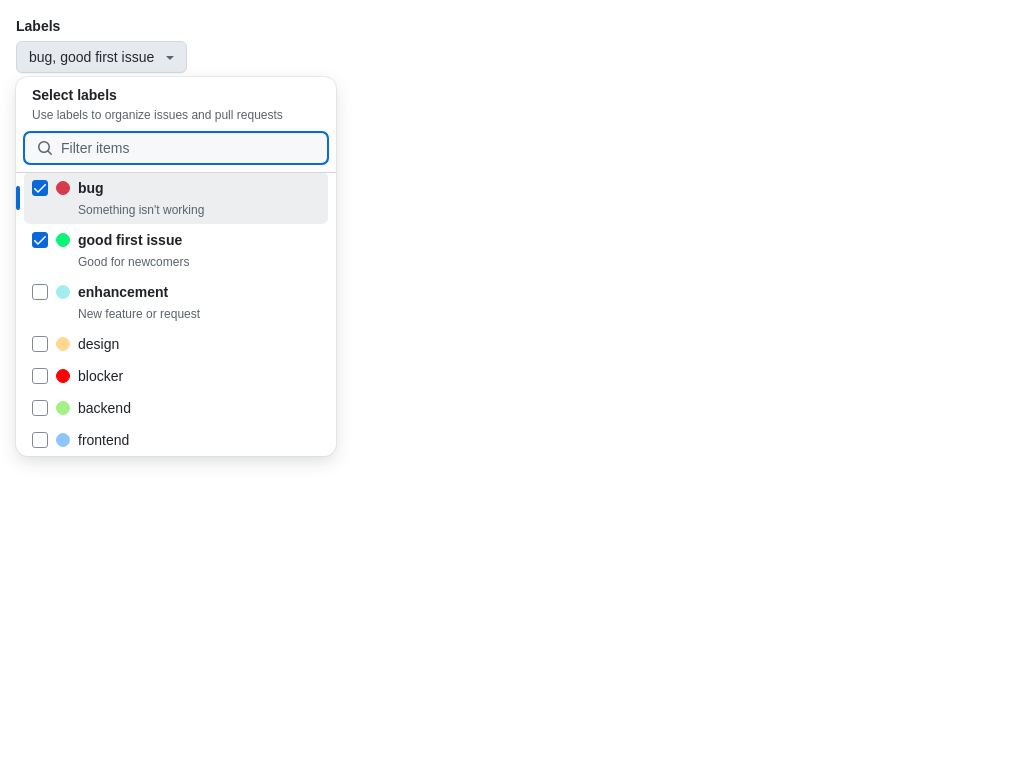 Labels
bug, good first issue
Select labels
Use labels to organize issues and pull requests
Filter items
bug
Something isn't working
good first issue
Good for newcomers
enhancement
New feature or request
design
blocker
backend
frontend